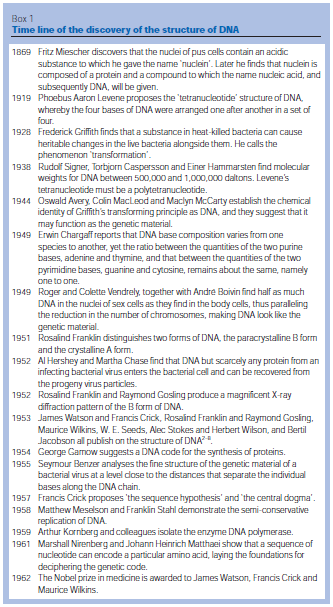 Box 1
Time line of the discovery of the structure of DNA
1869 Fritz Miescher discovers that the nuclei of pus cells contain an acidic
substance to which he gave the name 'nuclein'. Later he finds that nuclein is
composed of a protein and a compound to which the name nucleic acid, and
subsequently DNA, will be given.
1919 Phoebus Aaron Levene proposes the 'tetranucleotide' structure of DNA,
whereby the four bases of DNA were arranged one after another in a set of
four.
1928 Frederick Griffith finds that a substance in heat-killed bacteria can cause
heritable changes in the live bacteria alongside them. He calls the
phenomenon 'transformation'.
1938 Rudolf Signer, Torbjorn Caspersson and Einer Hammarsten find molecular
weights for DNA between 500,000 and 1,000,000 daltons. Levene's
tetranucleotide must be a polytetranucleotide.
1944 Oswald Avery, Colin MacLeod and Maclyn McCarty establish the chemical
identity of Griffith's transforming principle as DNA, and they suggest that it
may function as the genetic material.
1949 Erwin Chargaff reports that DNA base composition varies from one
species to another, yet the ratio between the quantities of the two purine
bases, adenine and thymine, and that between the quantities of the two
pyrimidine bases, guanine and cytosine, remains about the same, namely
one to one.
1949 Roger and Colette Vendrely, together with André Boivin find half as much
DNA in the nuclei of sex cells as they find in the body cells, thus paralleling
the reduction in the number of chromosomes, making DNA look like the
genetic material.
1951 Rosalind Franklin distinguishes two forms of DNA, the paracrystalline B form
and the crystalline A form.
1952 Al Hershey and Martha Chase find that DNA but scarcely any protein from an
infecting bacterial virus enters the bacterial cell and can be recovered from
the progeny virus particles.
1952 Rosalind Franklin and Raymond Gosling produce a magnificent X-ray
diffraction pattern of the B form of DNA.
1953 James Watson and Francis Crick, Rosalind Franklin and Raymond Gosling,
Maurice Wilkins, W. E. Seeds, Alec Stokes and Herbert Wilson, and Bertil
Jacobson all publish on the structure of DNA
1954 George Gamow suggests a DNA code for the synthesis of proteins.
1955 Seymour Benzer analyses the fine structure of the genetic material of a
bacterial virus at a level close to the distances that separate the individual
bases along the DNA chain.
1957 Francis Crick proposes 'the sequence hypothesis' and 'the central dogma'.
1958 Matthew Meselson and Franklin Stahl demonstrate the semi-conservative
replication of DNA.
1959 Arthur Kornberg and colleagues isolate the enzyme DNA polymerase.
1961 Marshall Nirenberg and Johann Heinrich Matthaei show that a sequence of
nucleotide can encode a particular amino acid, laying the foundations for
deciphering the genetic code.
1962 The Nobel prize in medicine is awarded to James Watson, Francis Crick and
Maurice Wilkins.